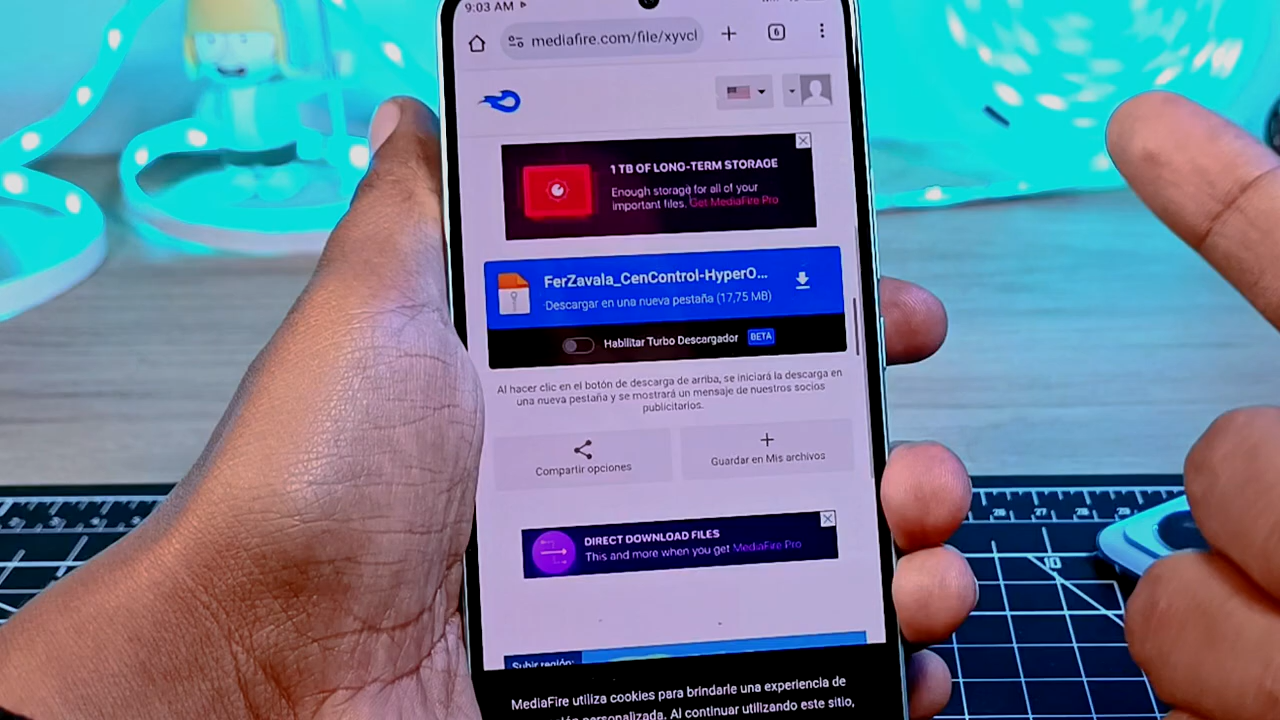 9:03 AM
mediafire.com/file/xyvcl
6
1 TB OF LONG-TERM STORAGE
Enough storage for all of your
important files. Get MediaFire Pro
FerZavala_CenControl-HyperO...
Descargar en una nueva pestaña (17,75 MB)
Habilitar Turbo Descargador BETA
Al hacer clic en el botón de descarga de arriba, se iniciará la descarga en
una nueva pestaña y se mostrará un mensaje de nuestros socios
publicitarios.
Compartir opciones
Guardar en Mis archivos
DIRECT DOWNLOAD FILES
This and more when you get MediaFire Pro
Subir región:
MediaFire utiliza cookies para brindarle una experiencia de
personalizada. Al continuar utilizando este sitio,
26 27 28 29
10